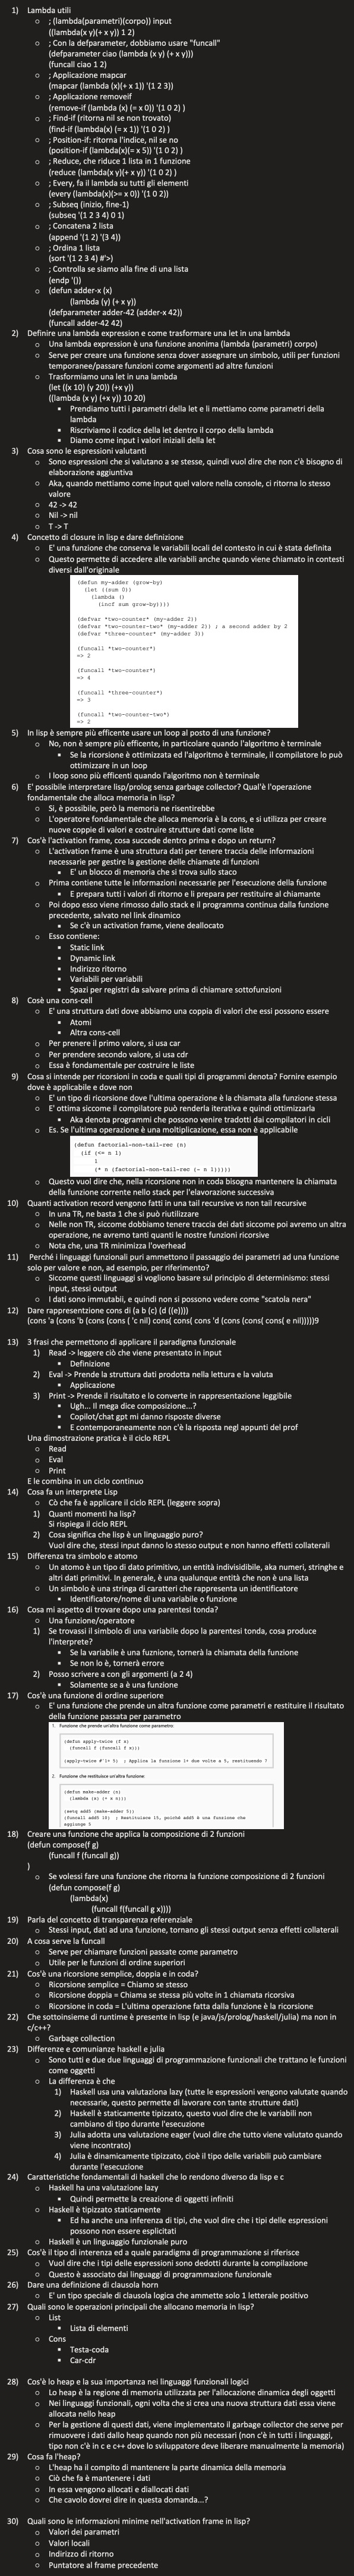 1) Lambda utili
o ; (lambda(parametri)(corpo)) input
((lambda(x y)(+ x y)) 1 2)
o ; Con la defparameter, dobbiamo usare "funcall"
(defparameter ciao (lambda (x y) (+ x y)))
(funcall ciao 1 2)
o ; Applicazione mapcar
(mapcar (lambda (x)(+ x 1)) '(1 2 3))
o ; Applicazione removeif
(remove-if (lambda (x) (= x 0)) '(1 0 2) )
o ; Find-if (ritorna nil se non trovato)
(find-if (lambda(x) (= x 1)) '(1 0 2) )
o ; Position-if: ritorna l'indice, nil se no
(position-if (lambda(x)(= x 5)) '(1 0 2) )
o ; Reduce, che riduce 1 lista in 1 funzione
(reduce (lambda(x y)(+ x y)) '(1 0 2) )
o ; Every, fa il lambda su tutti gli elementi
(every (lambda(x)(>= x 0)) '(1 0 2))
o ; Subseq (inizio, fine-1)
(subseq '(1 2 3 4) 0 1)
o ; Concatena 2 lista
(append '(1 2) '(3 4))
o ; Ordina 1 lista
(sort '(1 2 3 4) #'>)
o ; Controlla se siamo alla fine di una lista
(endp '())
o (defun adder-x (x)
(lambda (y) (+ x y))
(defparameter adder-42 (adder-x 42))
(funcall adder-42 42)
2) Definire una lambda expression e come trasformare una let in una lambda
o Una lambda expression è una funzione anonima (lambda (parametri) corpo)
o Serve per creare una funzione senza dover assegnare un simbolo, utili per funzioni
temporanee/passare funzioni come argomenti ad altre funzioni
o Trasformiamo una let in una lambda
(let ((x 10) (y 20)) (+x y))
((lambda (x y) (+x y)) 10 20)
▪ Prendiamo tutti i parametri della let e li mettiamo come parametri della
lambda
▪ Riscriviamo il codice della let dentro il corpo della lambda
▪ Diamo come input i valori iniziali della let
3) Cosa sono le espressioni valutanti
o Sono espressioni che si valutano a se stesse, quindi vuol dire che non c'è bisogno di
elaborazione aggiuntiva
o Aka, quando mettiamo come input quel valore nella console, ci ritorna lo stesso
valore
o 42 -> 42
o Nil -> nil
o T -> T
4) Concetto di closure in lisp e dare definizione
o E' una funzione che conserva le variabili locali del contesto in cui è stata definita
o Questo permette di accedere alle variabili anche quando viene chiamato in contesti
diversi dall'originale
(defun my-adder (grow-by)
(let ((sum 0))
(lambda ()
(incf sum grow-by))))
(defvar *two-counter* (my-adder 2))
(defvar *two-counter-two* (my-adder 2)) ; a second adder by 2
(defvar *three-counter* (my-adder 3))
(funcall *two-counter*)
=> 2
(funcall *two-counter*)
=> 4
(funcall *three-counter*)
=> 3
(funcall *two-counter-two*)
=> 2
5) In lisp è sempre più efficente usare un loop al posto di una funzione?
o No, non è sempre più efficente, in particolare quando l'algoritmo è terminale
▪ Se la ricorsione è ottimizzata ed l'algoritmo è terminale, il compilatore lo può
ottimizzare in un loop
o I loop sono più efficenti quando l'algoritmo non è terminale
6) E' possibile interpretare lisp/prolog senza garbage collector? Qual'è l'operazione
fondamentale che alloca memoria in lisp?
o Si, è possibile, però la memoria ne risentirebbe
o L'operatore fondamentale che alloca memoria è la cons, e si utilizza per creare
nuove coppie di valori e costruire strutture dati come liste
7) Cos'è l'activation frame, cosa succede dentro prima e dopo un return?
o L'activation frame è una struttura dati per tenere traccia delle informazioni
necessarie per gestire la gestione delle chiamate di funzioni
▪ E' un blocco di memoria che si trova sullo staco
o Prima contiene tutte le informazioni necessarie per l'esecuzione della funzione
▪ E prepara tutti i valori di ritorno e li prepara per restituire al chiamante
o Poi dopo esso viene rimosso dallo stack e il programma continua dalla funzione
precedente, salvato nel link dinamico
▪ Se c'è un activation frame, viene deallocato
o Esso contiene:
▪ Static link
▪ Dynamic link
▪ Indirizzo ritorno
▪ Variabili per variabili
▪ Spazi per registri da salvare prima di chiamare sottofunzioni
8) Cosè una cons-cell
o E' una struttura dati dove abbiamo una coppia di valori che essi possono essere
▪ Atomi
▪ Altra cons-cell
o Per prenere il primo valore, si usa car
o Per prendere secondo valore, si usa cdr
o Essa è fondamentale per costruire le liste
9) Cosa si intende per ricorsioni in coda e quali tipi di programmi denota? Fornire esempio
dove è applicabile e dove non
o E' un tipo di ricorsione dove l'ultima operazione è la chiamata alla funzione stessa
o E' ottima siccome il compilatore può renderla iterativa e quindi ottimizzarla
▪ Aka denota programmi che possono venire tradotti dai compilatori in cicli
o Es. Se l'ultima operazione è una moltiplicazione, essa non è applicabile
(defun factorial-non-tail-rec (n)
(if (<= n 1)
1
(* n (factorial-non-tail-rec (- n 1)))))
o Questo vuol dire che, nella ricorsione non in coda bisogna mantenere la chiamata
della funzione corrente nello stack per l'elavorazione successiva
10) Quanti activation record vengono fatti in una tail recursive vs non tail recursive
o In una TR, ne basta 1 che si può riutilizzare
o Nelle non TR, siccome dobbiamo tenere traccia dei dati siccome poi avremo un altra
operazione, ne avremo tanti quanti le nostre funzioni ricorsive
o Nota che, una TR minimizza l'overhead
11) Perché i linguaggi funzionali puri ammettono il passaggio dei parametri ad una funzione
solo per valore e non, ad esempio, per riferimento?
o Siccome questi linguaggi si vogliono basare sul principio di determinismo: stessi
input, stessi output
o I dati sono immutabili, e quindi non si possono vedere come "scatola nera"
12) Dare rappresentzione cons di (a b (c) (d ((e))))
(cons 'a (cons 'b (cons (cons ( 'c nil) cons( cons( cons 'd (cons (cons( cons( e nil)))))9
13) 3 frasi che permettono di applicare il paradigma funzionale
1) Read -> leggere ciò che viene presentato in input
▪ Definizione
2) Eval -> Prende la struttura dati prodotta nella lettura e la valuta
▪ Applicazione
3) Print -> Prende il risultato e lo converte in rappresentazione leggibile
▪ Ugh... Il mega dice composizione...?
▪ Copilot/chat gpt mi danno risposte diverse
▪ E contemporaneamente non c'è la risposta negl appunti del prof
Una dimostrazione pratica è il ciclo REPL
o Read
o Eval
o Print
E le combina in un ciclo continuo
14) Cosa fa un interprete Lisp
o Cò che fa è applicare il ciclo REPL (leggere sopra)
1) Quanti momenti ha lisp?
Si rispiega il ciclo REPL
2) Cosa significa che lisp è un linguaggio puro?
Vuol dire che, stessi input danno lo stesso output e non hanno effetti collaterali
15) Differenza tra simbolo e atomo
o Un atomo è un tipo di dato primitivo, un entità indivisidibile, aka numeri, stringhe e
altri dati primitivi. In generale, è una qualunque entità che non è una lista
o Un simbolo è una stringa di caratteri che rappresenta un identificatore
▪ Identificatore/nome di una variabile o funzione
16) Cosa mi aspetto di trovare dopo una parentesi tonda?
o Una funzione/operatore
1) Se trovassi il simbolo di una variabile dopo la parentesi tonda, cosa produce
l'interprete?
▪ Se la variabile è una fuznione, tornerà la chiamata della funzione
▪ Se non lo è, tornerà errore
2) Posso scrivere a con gli argomenti (a 2 4)
▪ Solamente se a è una funzione
17) Cos'è una funzione di ordine superiore
o E' una funzione che prende un altra funzione come parametri e restituire il risultato
della funzione passata per parametro
1. Funzione che prende un'altra funzione come parametro:
(defun apply-twice (f x)
(funcall f (funcall f x)))
(apply-twice #'1+ 5) ; Applica la funzione 1+ due volte a 5, restituendo 7
2. Funzione che restituisce un'altra funzione:
(defun make-adder (n)
(lambda (x) (+ x n)))
(setq add5 (make-adder 5))
(funcall add5 10) ; Restituisce 15, poiché add5 è una funzione che
aggiunge 5
18) Creare una funzione che applica la composizione di 2 funzioni
(defun compose(f g)
(funcall f (funcall g))
)
o Se volessi fare una funzione che ritorna la funzione composizione di 2 funzioni
(defun compose(f g)
(lambda(x)
(funcall f(funcall g x))))
19) Parla del concetto di transparenza referenziale
o Stessi input, dati ad una funzione, tornano gli stessi output senza effetti collaterali
20) A cosa serve la funcall
o Serve per chiamare funzioni passate come parametro
o Utile per le funzioni di ordine superiori
21) Cos'è una ricorsione semplice, doppia e in coda?
o Ricorsione semplice = Chiamo se stesso
o Ricorsione doppia = Chiama se stessa più volte in 1 chiamata ricorsiva
o Ricorsione in coda = L'ultima operazione fatta dalla funzione è la ricorsione
22) Che sottoinsieme di runtime è presente in lisp (e java/js/prolog/haskell/julia) ma non in
c/c++?
o Garbage collection
23) Differenze e comunianze haskell e julia
o Sono tutti e due due linguaggi di programmazione funzionali che trattano le funzioni
come oggetti
o La differenza è che
1) Haskell usa una valutaziona lazy (tutte le espressioni vengono valutate quando
necessarie, questo permette di lavorare con tante strutture dati)
2) Haskell è staticamente tipizzato, questo vuol dire che le variabili non
cambiano di tipo durante l'esecuzione
3) Julia adotta una valutazione eager (vuol dire che tutto viene valutato quando
viene incontrato)
4) Julia è dinamicamente tipizzato, cioè il tipo delle variabili può cambiare
durante l'esecuzione
24) Caratteristiche fondamentali di haskell che lo rendono diverso da lisp e c
o Haskell ha una valutazione lazy
▪ Quindi permette la creazione di oggetti infiniti
o Haskell è tipizzato staticamente
▪ Ed ha anche una inferenza di tipi, che vuol dire che i tipi delle espressioni
possono non essere esplicitati
o Haskell è un linguaggio funzionale puro
25) Cos'è il tipo di interenza ed a quale paradigma di programmazione si riferisce
o Vuol dire che i tipi delle espressioni sono dedotti durante la compilazione
o Questo è associato dai linguaggi di programmazione funzionale
26) Dare una definizione di clausola horn
o E' un tipo speciale di clausola logica che ammette solo 1 letterale positivo
27) Quali sono le operazioni principali che allocano memoria in lisp?
o List
▪ Lista di elementi
o Cons
▪ Testa-coda
▪ Car-cdr
28) Cos'è lo heap e la sua importanza nei linguaggi funzionali logici
o Lo heap è la regione di memoria utilizzata per l'allocazione dinamica degli oggetti
o Nei linguaggi funzionali, ogni volta che si crea una nuova struttura dati essa viene
allocata nello heap
o Per la gestione di questi dati, viene implementato il garbage collector che serve per
rimuovere i dati dallo heap quando non più necessari (non c'è in tutti i linguaggi,
tipo non c'è in c e c++ dove lo sviluppatore deve liberare manualmente la memoria)
29) Cosa fa l'heap?
o L'heap ha il compito di mantenere la parte dinamica della memoria
o Ciò che fa è mantenere i dati
o In essa vengono allocati e diallocati dati
o Che cavolo dovrei dire in questa domanda...?
30) Quali sono le informazioni minime nell'activation frame in lisp?
o Valori dei parametri
o Valori locali
o Indirizzo di ritorno
o Puntatore al frame precedente